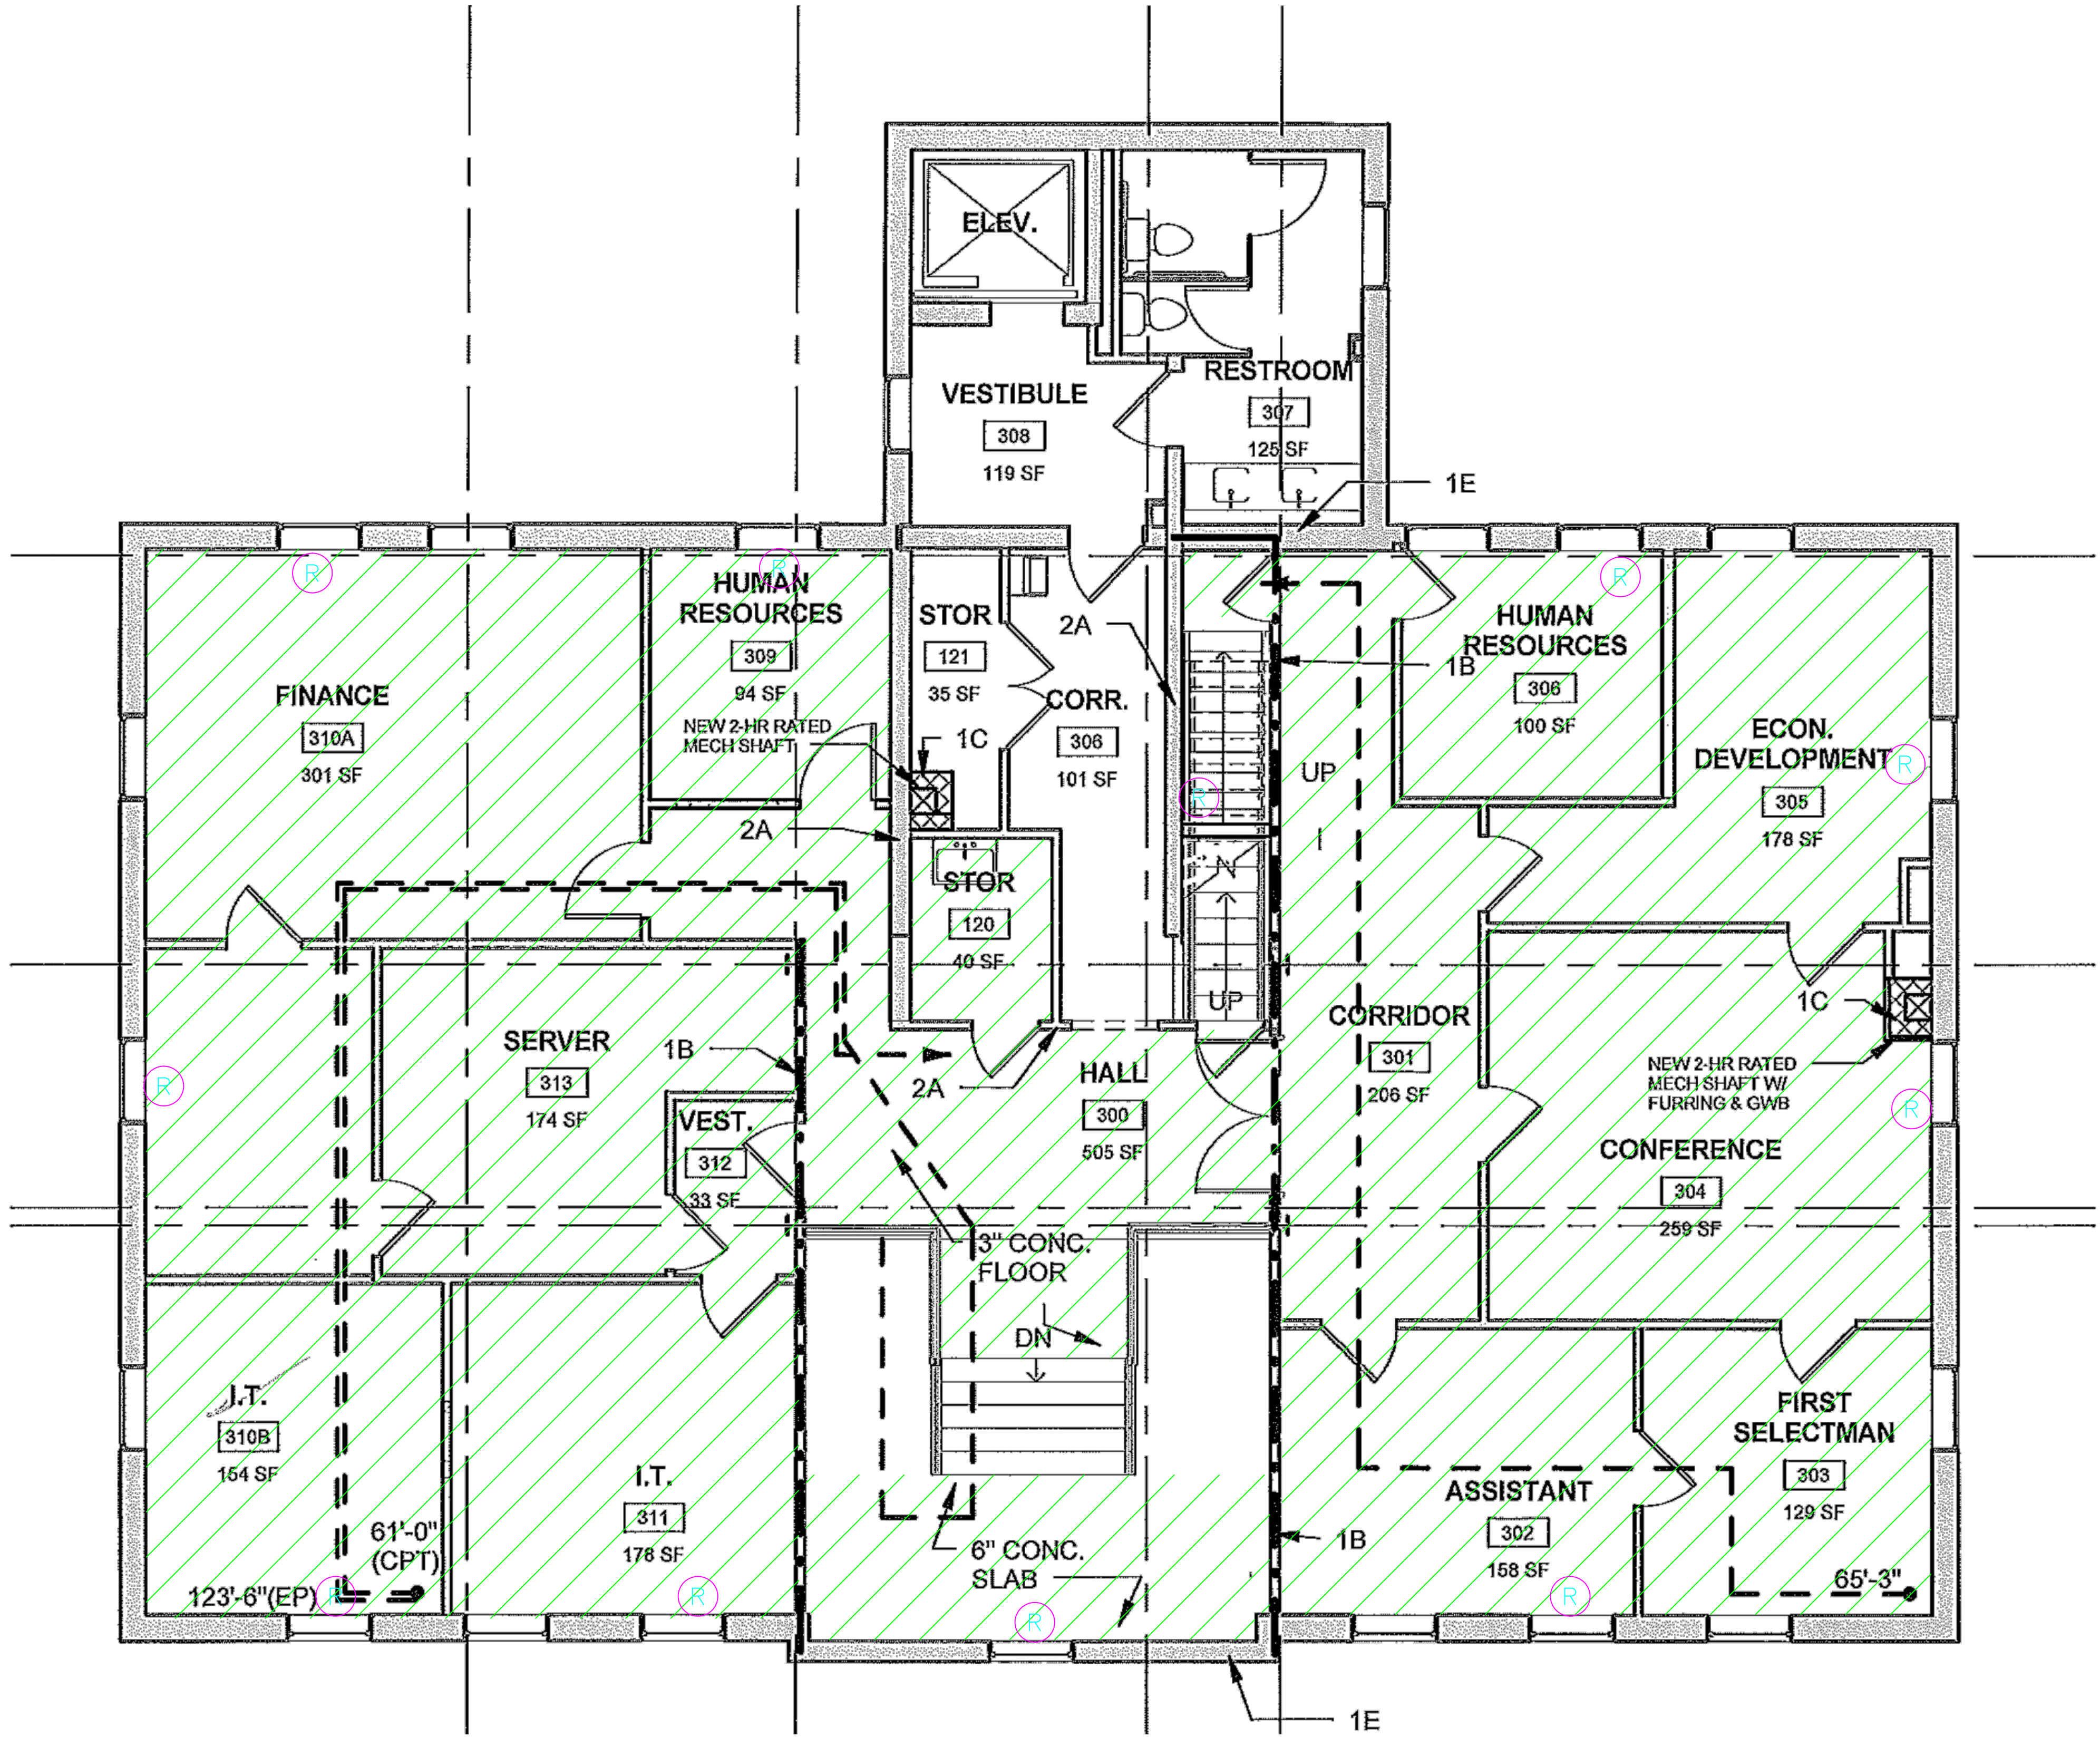 ELEV.
RESTROOM
307
125 SF
VESTIBULE
308
119 SF
1E
R
R
R
HUMAN
RESOURCES
309
94 SF
NEW 2-HR RATED
MECH SHAFT
STOR
121
35 SF
1C
2A
CORR.
306
101 SF
1B
HUMAN
RESOURCES
306
100 SF
FINANCE
310A
301 SF
UP
ECON.
DEVELOPMENT
R
305
178 SF
R
2A
STOR
120
40 SF
UP
CORRIDOR
301
206 SF
1C
NEW 2-HR RATED
MECH SHAFT W/
FURRING & GWB
R
SERVER
313
174 SF
1B
R
2A
HALL
300
505 SF
VEST.
312
33 SF
CONFERENCE
304
259 SF
3" CONC.
FLOOR
DN
I.T.
310B
154 SF
FIRST
SELECTMAN
303
129 SF
I.T.
311
178 SF
ASSISTANT
302
158 SF
61'-0"
(CPT)
123'-6"(EP)
R
R
6" CONC.
SLAB
R
1B
R
65'-3"
1E